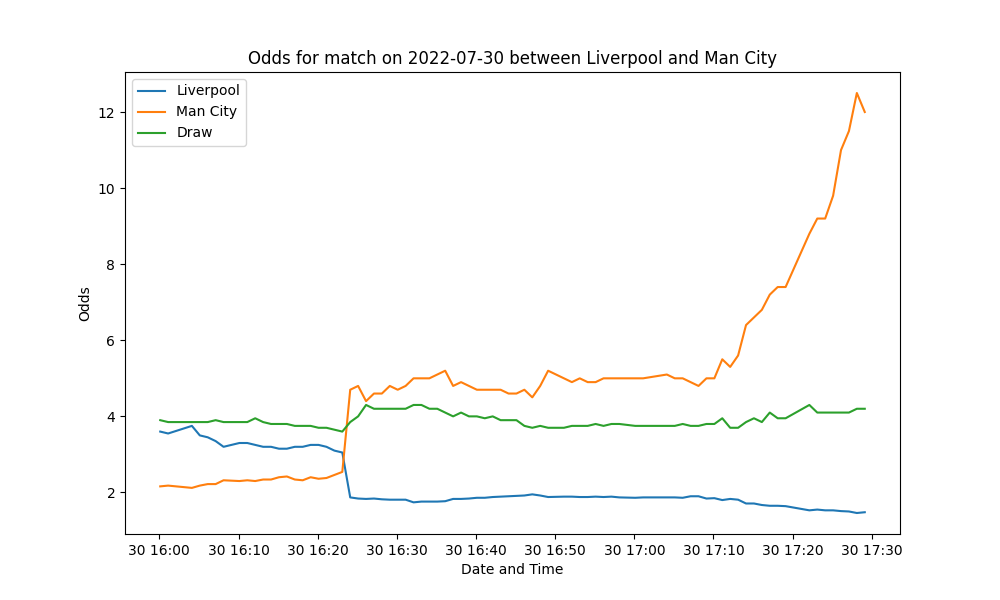 Odds for match on 2022-07-30 between Liverpool and Man City
Liverpool
Man City
Draw
12
10
8
6
4
2
Odds
30 16:00 30 16:10 30 16:20 30 16:30 30 16:40 30 16:50 30 17:00 30 17:10 30 17:20 30 17:30
Date and Time